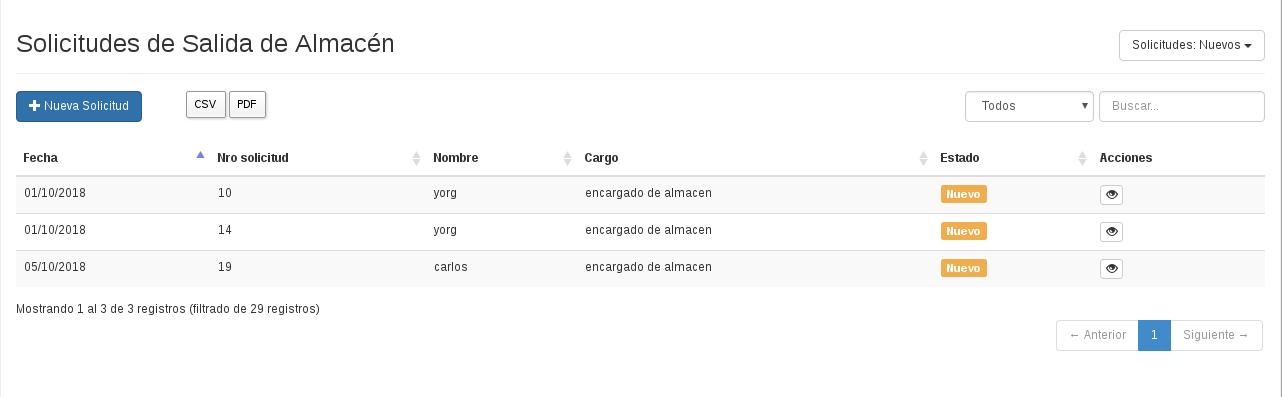 Solicitudes de Salida de Almacén
Solicitudes: Nuevos
Nueva Solicitud CSV PDF Todos Buscar...
Fecha Nro solicitud Nombre Cargo Estado Acciones
01/10/2018 10 yorg encargado de almacen Nuevo
01/10/2018 14 yorg encargado de almacen Nuevo
05/10/2018 19 carlos encargado de almacen Nuevo
Mostrando 1 al 3 de 3 registros (filtrado de 29 registros)
← Anterior 1 Siguiente →